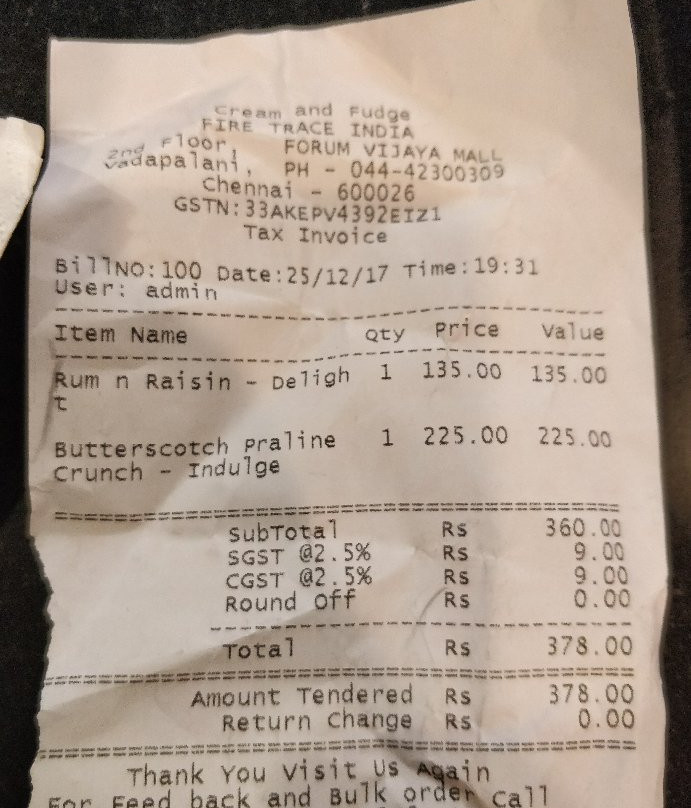 Cream and Fudge
FIRE TRACE INDIA
2nd Floor, FORUM VIJAYA MALL
Vadapalani, PH - 044-42300309
Chennai - 600026
GSTN:33AKEPV4392EIZ1
Tax Invoice
BillNO:100 Date:25/12/17 Time:19:31
User: admin
Item Name Qty Price Value
Rum n Raisin - Deligh 1 135.00 135.00
t
Butterscotch Praline 1 225.00 225.00
Crunch - Indulge
SubTotal Rs 360.00
SGST @2.5% Rs 9.00
CGST @2.5% Rs 9.00
Round Off Rs 0.00
Total Rs 378.00
Amount Tendered Rs 378.00
Return Change Rs 0.00
Thank You Visit Us Again
For Feed back and Bulk order Call